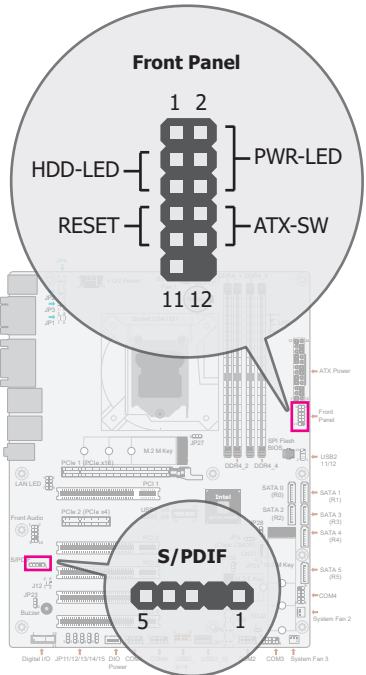 Front Panel
1 2
HDD-LED
PWR-LED
RESET
ATX-SW
11 12
JP3
JP1
DDR4_2 DDR4_4
ATX Power
Front
Panel
SPI Flash
BIOS
USB2
11/12
JP27
M.2 M Key
PCIe 1 (PCIe x16)
LAN LED
PCI 1
SATA 0
(R0)
SATA 1
(R1)
Intel
PCIe 2 (PCIe x4)
SATA 2
(R2)
SATA 3
(R3)
Front Audio
SATA 4
(R4)
S/PDIF
5 1
SATA 5
(R5)
J12
JP23
Buzzer
COM4
System Fan 2
Digital I/O
JP11/12/13/14/15
DIO
Power
COM3
System Fan 3